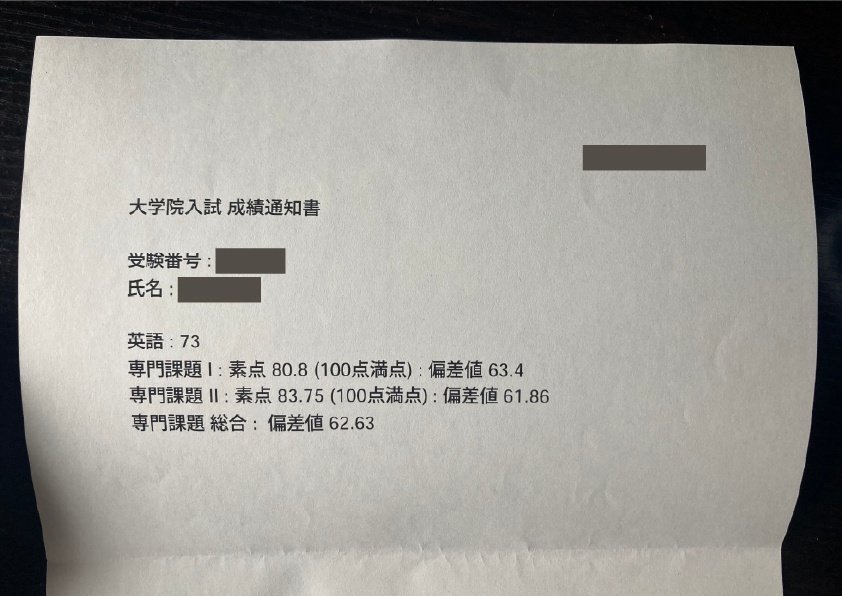 大学院入試 成績通知書
受験番号 :
氏名 :
英語 : 73
専門課題 I : 素点 80.8 (100点満点) : 偏差値 63.4
専門課題 II : 素点 83.75 (100点満点) : 偏差値 61.86
専門課題 総合 : 偏差値 62.63